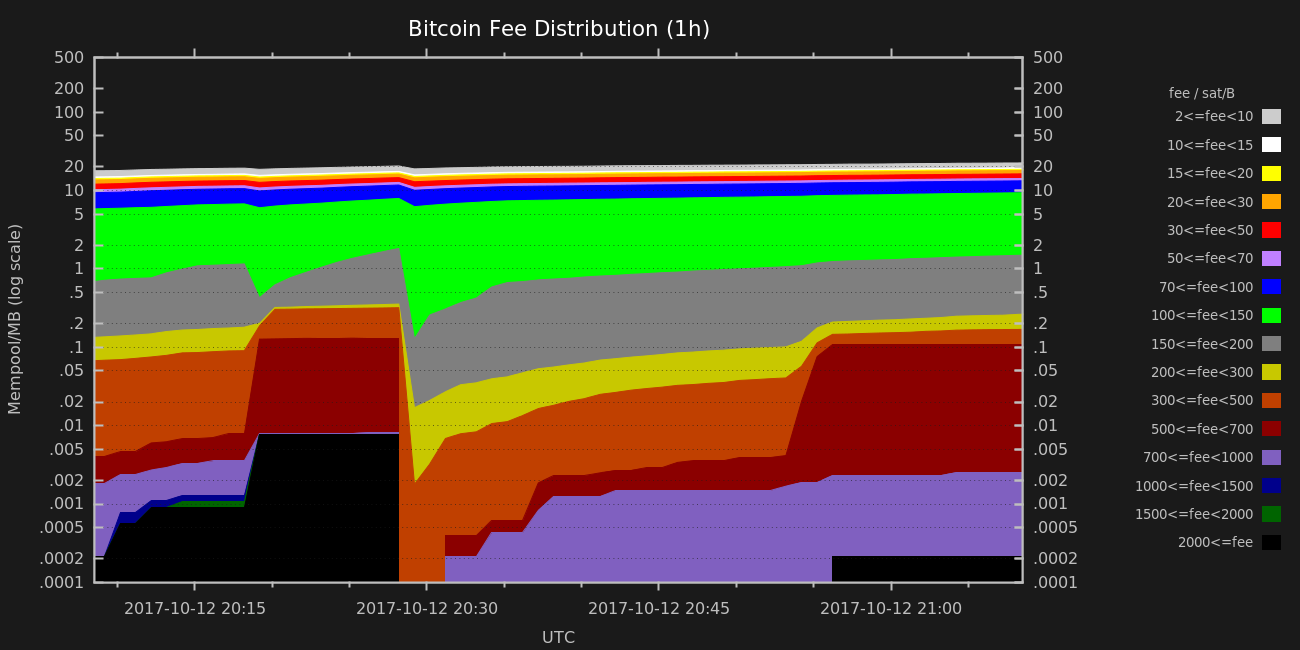 Bitcoin Fee Distribution (1h)
Mempool/MB (log scale)
500
200
100
50
20
10
5
2
1
.5
.2
.1
.05
.02
.01
.005
.002
.001
.0005
.0002
.0001
500
200
100
50
20
10
5
2
1
.5
.2
.1
.05
.02
.01
.005
.002
.001
.0005
.0002
.0001
2017-10-12 20:15
2017-10-12 20:30
2017-10-12 20:45
2017-10-12 21:00
UTC
fee / sat/B
2<=fee<10
10<=fee<15
15<=fee<20
20<=fee<30
30<=fee<50
50<=fee<70
70<=fee<100
100<=fee<150
150<=fee<200
200<=fee<300
300<=fee<500
500<=fee<700
700<=fee<1000
1000<=fee<1500
1500<=fee<2000
2000<=fee